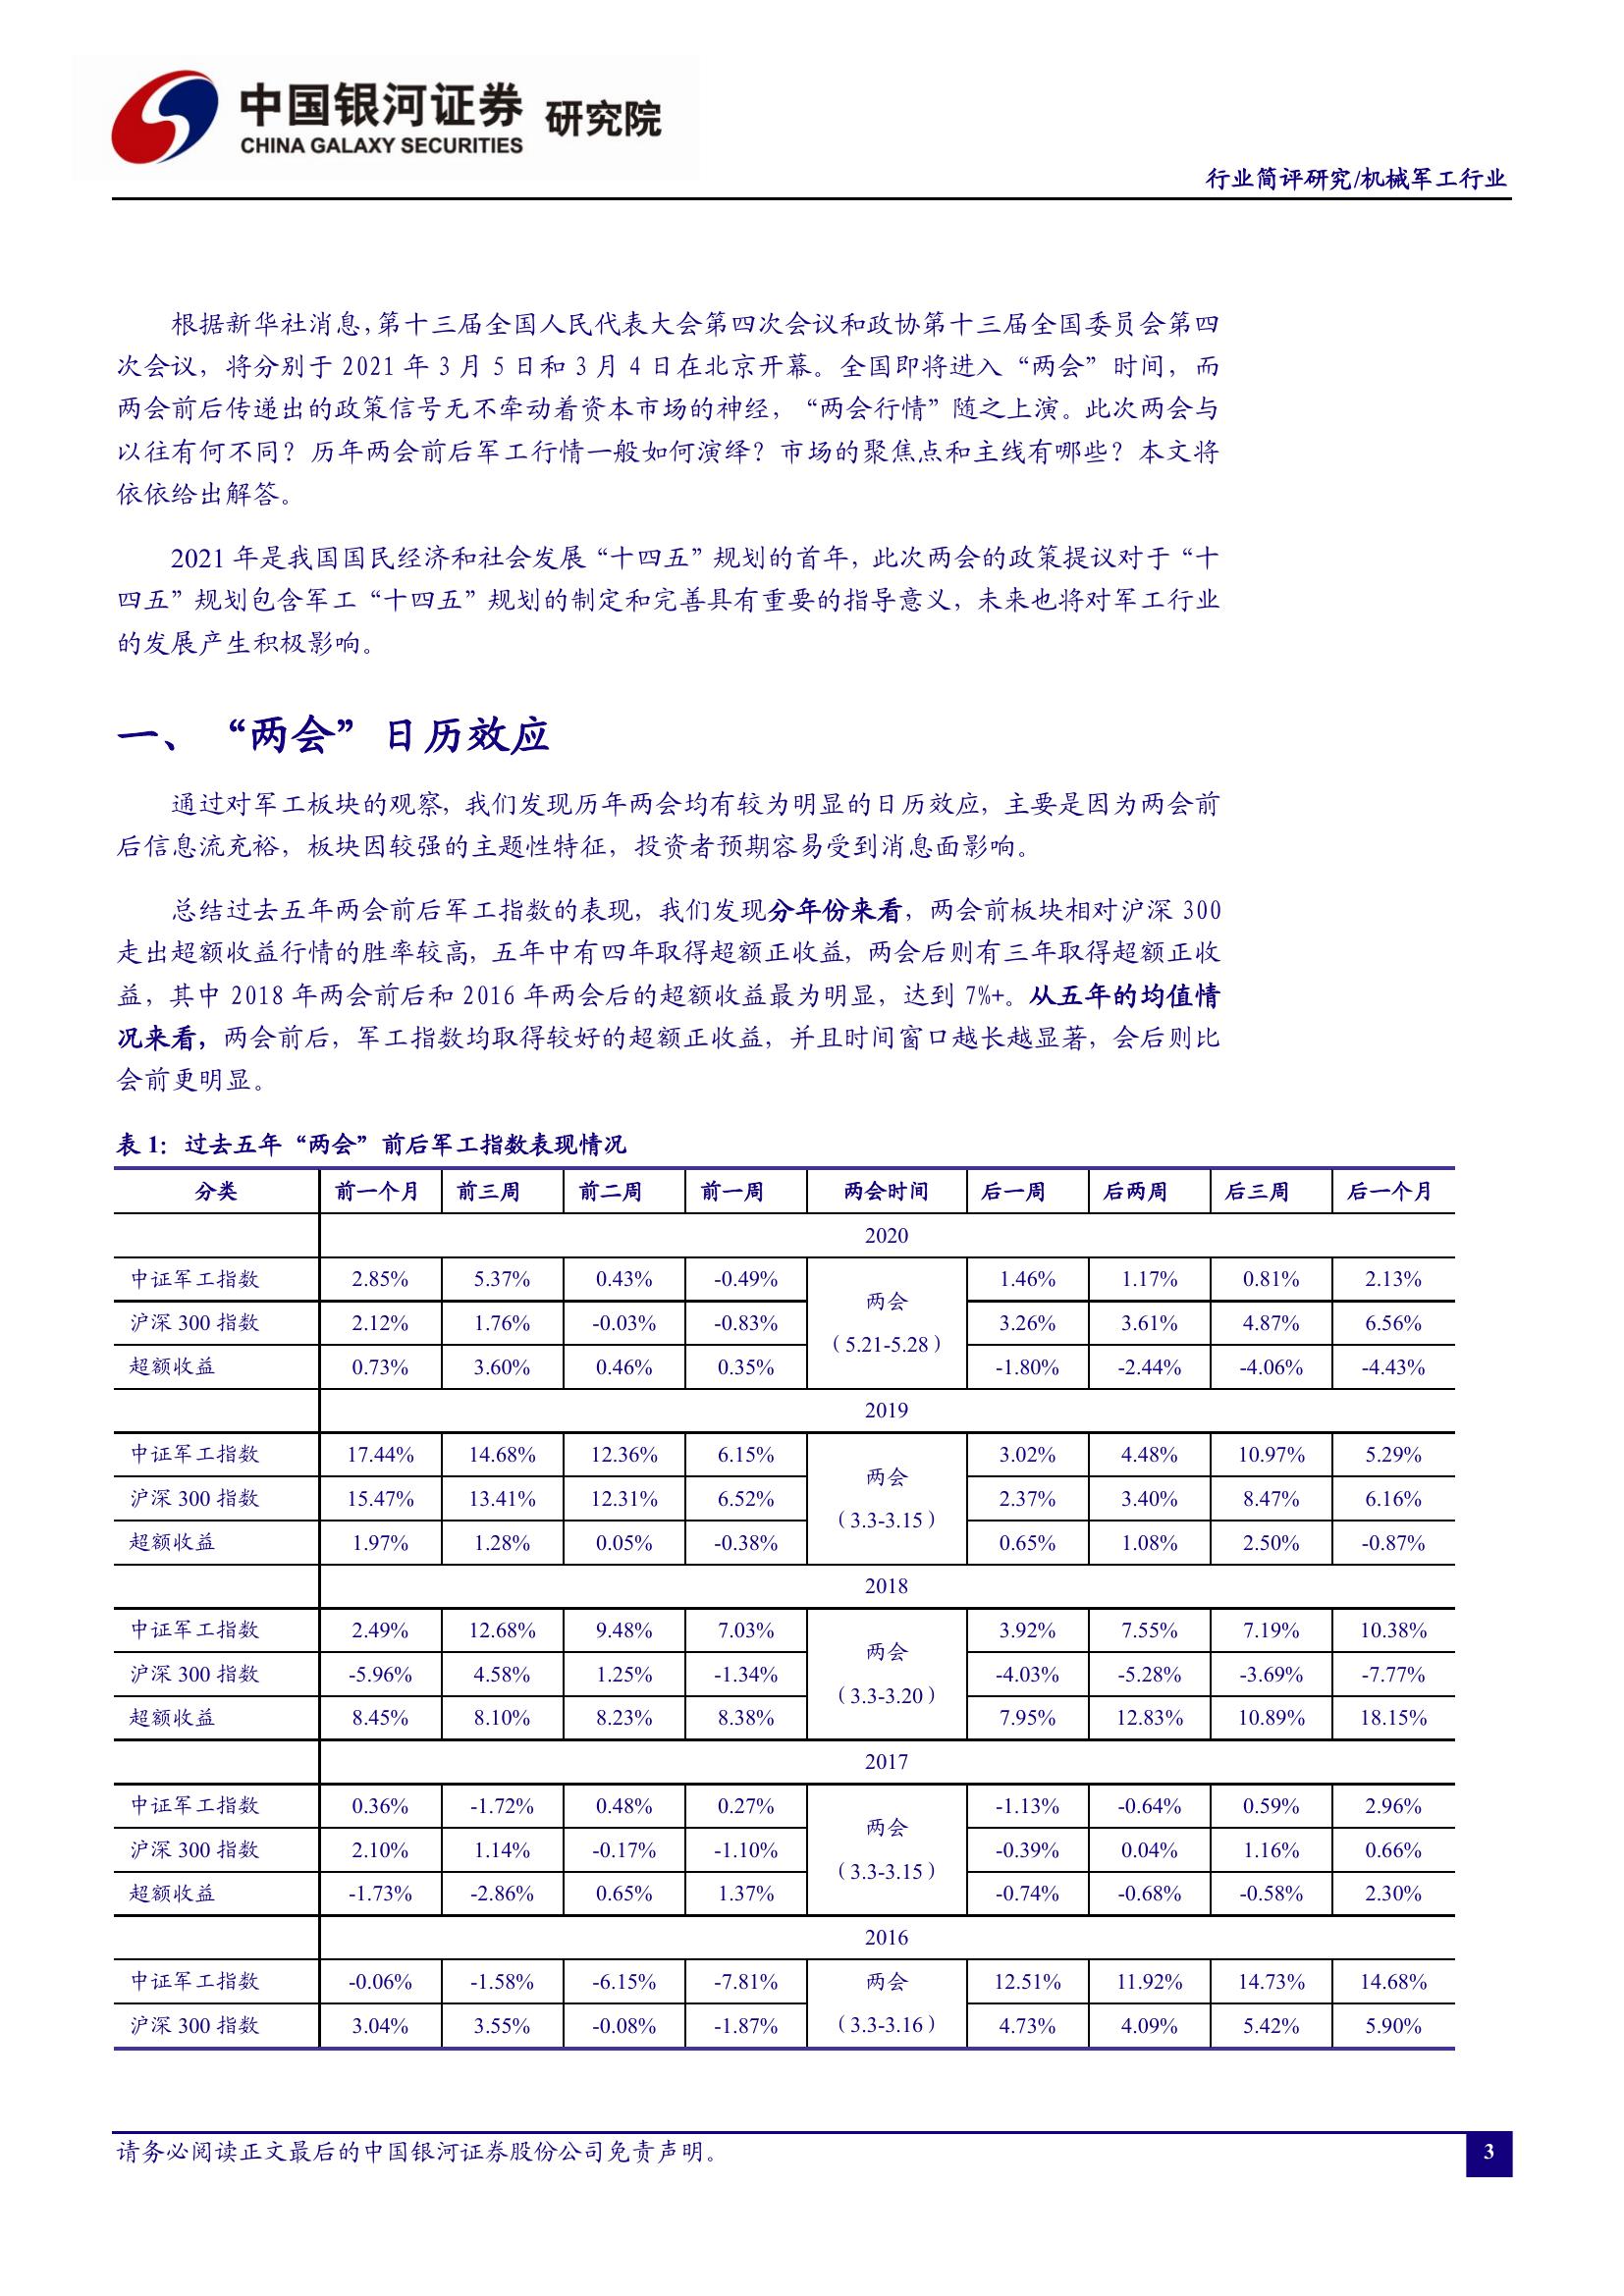 中国银河证券 研究院
CHINA GALAXY SECURITIES
行业简评研究/机械军工行业
根据新华社消息，第十三届全国人民代表大会第四次会议和政协第十三届全国委员会第四
次会议，将分别于 2021 年 3 月 5 日和 3 月 4 日在北京开幕。全国即将进入“两会”时间，而
两会前后传递出的政策信号无不牵动着资本市场的神经，“两会行情”随之上演。此次两会与
以往有何不同？历年两会前后军工行情一般如何演绎？市场的聚焦点和主线有哪些？本文将
依依给出解答。
2021 年是我国国民经济和社会发展“十四五”规划的首年，此次两会的政策提议对于“十
四五”规划包含军工“十四五”规划的制定和完善具有重要的指导意义，未来也将对军工行业
的发展产生积极影响。
一、“两会”日历效应
通过对军工板块的观察，我们发现历年两会均有较为明显的日历效应，主要是因为两会前
后信息流充裕，板块因较强的主题性特征，投资者预期容易受到消息面影响。
总结过去五年两会前后军工指数的表现，我们发现分年份来看，两会前板块相对沪深 300
走出超额收益行情的胜率较高，五年中有四年取得超额正收益，两会后则有三年取得超额正收
益，其中 2018 年两会前后和 2016 年两会后的超额收益最为明显，达到 7%+。从五年的均值情
况来看，两会前后，军工指数均取得较好的超额正收益，并且时间窗口越长越显著，会后则比
会前更明显。
表 1：过去五年“两会”前后军工指数表现情况
分类 前一个月 前三周 前二周 前一周 两会时间 后一周 后两周 后三周 后一个月
2020
中证军工指数 2.85% 5.37% 0.43% -0.49% 两会 1.46% 1.17% 0.81% 2.13%
沪深 300 指数 2.12% 1.76% -0.03% -0.83% （5.21-5.28） 3.26% 3.61% 4.87% 6.56%
超额收益 0.73% 3.60% 0.46% 0.35% -1.80% -2.44% -4.06% -4.43%
2019
中证军工指数 17.44% 14.68% 12.36% 6.15% 两会 3.02% 4.48% 10.97% 5.29%
沪深 300 指数 15.47% 13.41% 12.31% 6.52% （3.3-3.15） 2.37% 3.40% 8.47% 6.16%
超额收益 1.97% 1.28% 0.05% -0.38% 0.65% 1.08% 2.50% -0.87%
2018
中证军工指数 2.49% 12.68% 9.48% 7.03% 两会 3.92% 7.55% 7.19% 10.38%
沪深 300 指数 -5.96% 4.58% 1.25% -1.34% （3.3-3.20） -4.03% -5.28% -3.69% -7.77%
超额收益 8.45% 8.10% 8.23% 8.38% 7.95% 12.83% 10.89% 18.15%
2017
中证军工指数 0.36% -1.72% 0.48% 0.27% 两会 -1.13% -0.64% 0.59% 2.96%
沪深 300 指数 2.10% 1.14% -0.17% -1.10% （3.3-3.15） -0.39% 0.04% 1.16% 0.66%
超额收益 -1.73% -2.86% 0.65% 1.37% -0.74% -0.68% -0.58% 2.30%
2016
中证军工指数 -0.06% -1.58% -6.15% -7.81% 两会 12.51% 11.92% 14.73% 14.68%
沪深 300 指数 3.04% 3.55% -0.08% -1.87% （3.3-3.16） 4.73% 4.09% 5.42% 5.90%
请务必阅读正文最后的中国银河证券股份公司免责声明。
3